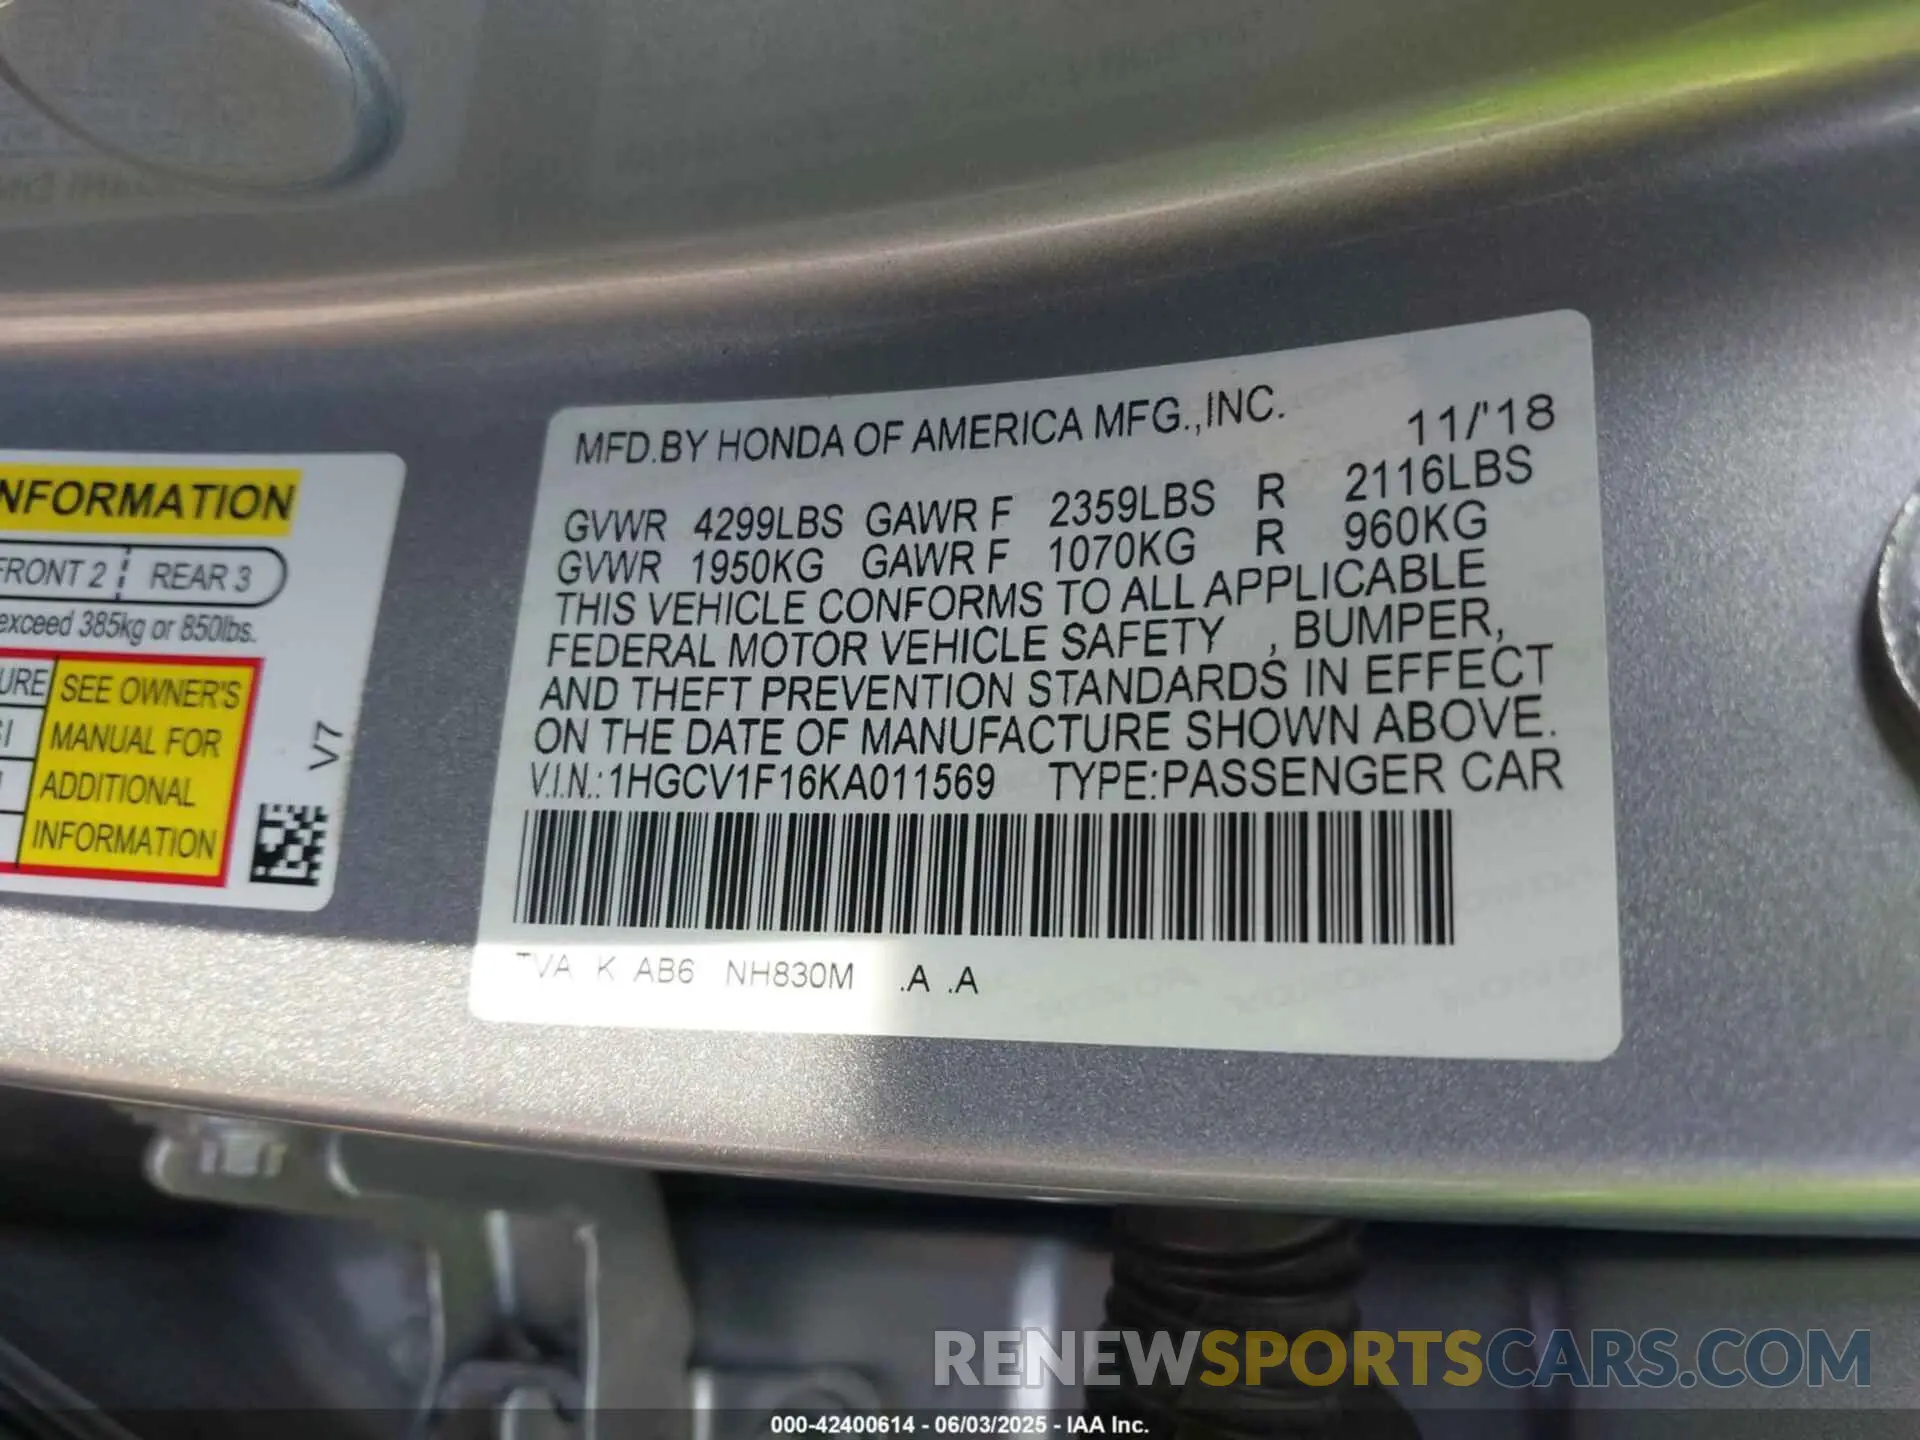 MFD.BY HONDA OF AMERICA MFG.,INC. 11/'18
GVWR 4299LBS GAWR F 2359LBS R 2116LBS
GVWR 1950KG GAWR F 1070KG R 960KG
THIS VEHICLE CONFORMS TO ALL APPLICABLE
FEDERAL MOTOR VEHICLE SAFETY , BUMPER,
AND THEFT PREVENTION STANDARDS IN EFFECT
ON THE DATE OF MANUFACTURE SHOWN ABOVE.
V.I.N.: 1HGCV1F16KA011569 TYPE:PASSENGER CAR
TVA K AB6 NH830M .A .A
NFORMATION
FRONT 2 REAR 3
exceed 385kg or 850lbs.
URE
SEE OWNER'S
MANUAL FOR
ADDITIONAL
INFORMATION
V7
RENEWSPORTSCARS.COM
000-42400614 - 06/03/2025 - IAA Inc.